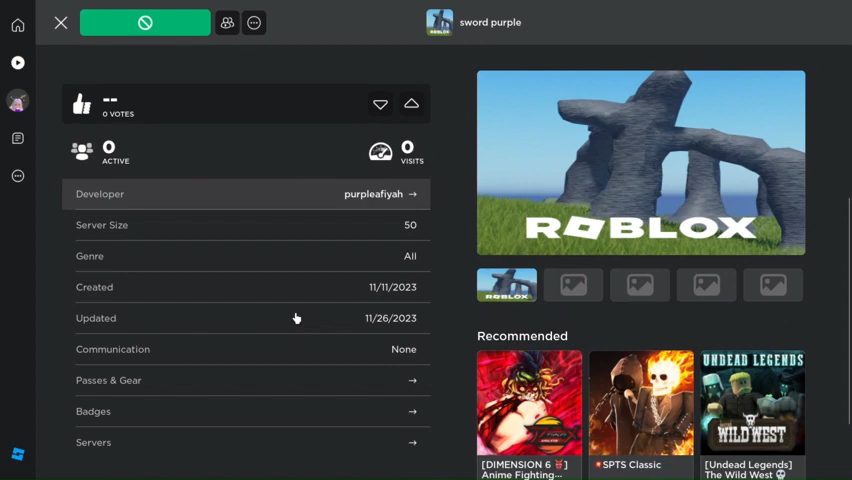 sword purple
--
0 VOTES
0
ACTIVE
0
VISITS
Developer purpleafiyah →
Server Size 50
Genre All
Created 11/11/2023
Updated 11/26/2023
Communication None
Passes & Gear →
Badges →
Servers →
ROBLOX
ROBLOX
Recommended
UNDEAD LEGENDS
WILD WEST
[DIMENSION 6 👹]
Anime Fighting...
💥SPTS Classic
[Undead Legends]
The Wild West 💀